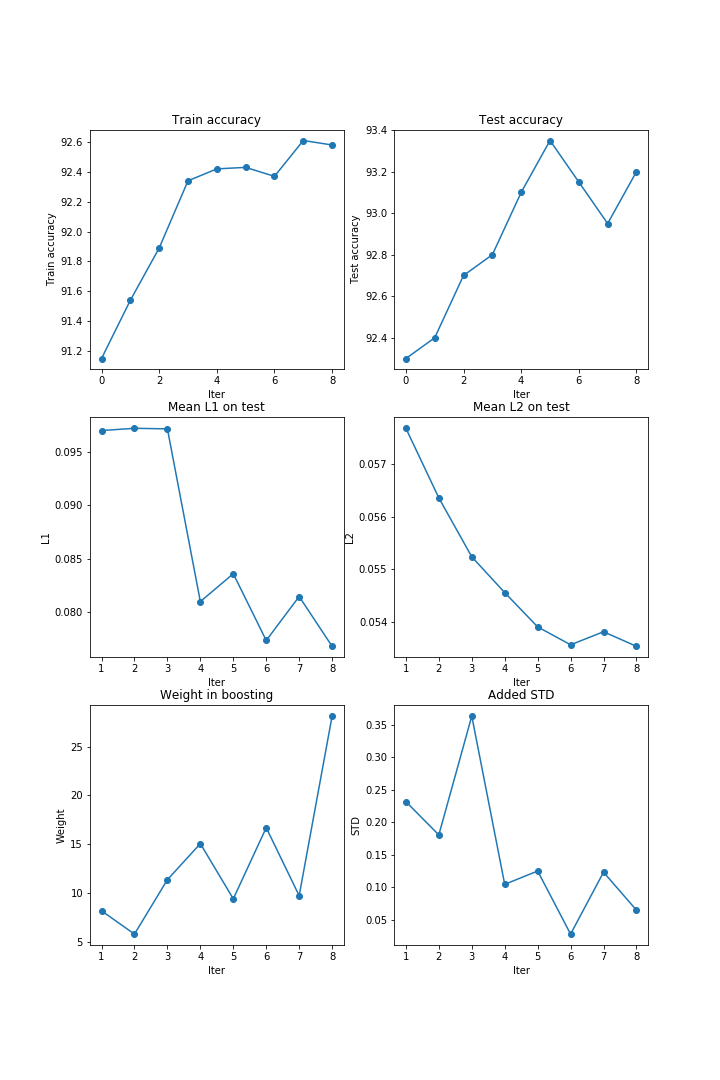 Train accuracy
Train accuracy
92.6
92.4
92.2
92.0
91.8
91.6
91.4
91.2
0 2 4 6 8
Iter
Test accuracy
Test accuracy
93.4
93.2
93.0
92.8
92.6
92.4
0 2 4 6 8
Iter
Mean L1 on test
L1
0.095
0.090
0.085
0.080
1 2 3 4 5 6 7 8
Iter
Mean L2 on test
L2
0.057
0.056
0.055
0.054
1 2 3 4 5 6 7 8
Iter
Weight in boosting
Weight
25
20
15
10
5
1 2 3 4 5 6 7 8
Iter
Added STD
STD
0.35
0.30
0.25
0.20
0.15
0.10
0.05
1 2 3 4 5 6 7 8
Iter